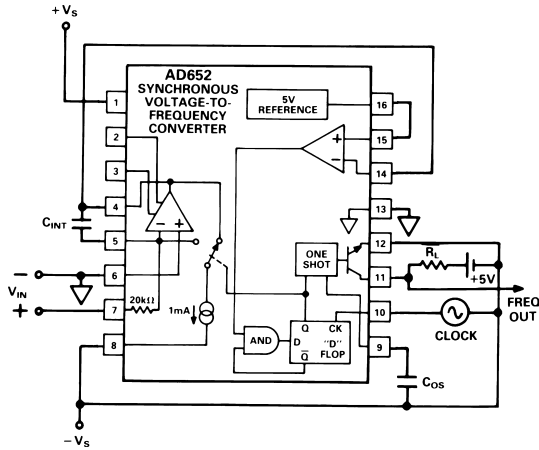 +VS
AD652
SYNCHRONOUS
VOLTAGE-TO-
FREQUENCY
CONVERTER
5V
REFERENCE
1
2
3
4
5
6
7
8
16
15
14
13
12
11
10
9
CINT
VIN
−
+
20kΩ
1mA
−
+
+
−
ONE
SHOT
AND
Q
CK
D
"D"
FLOP
Q̅
RL
+5V
FREQ
OUT
CLOCK
COS
−VS